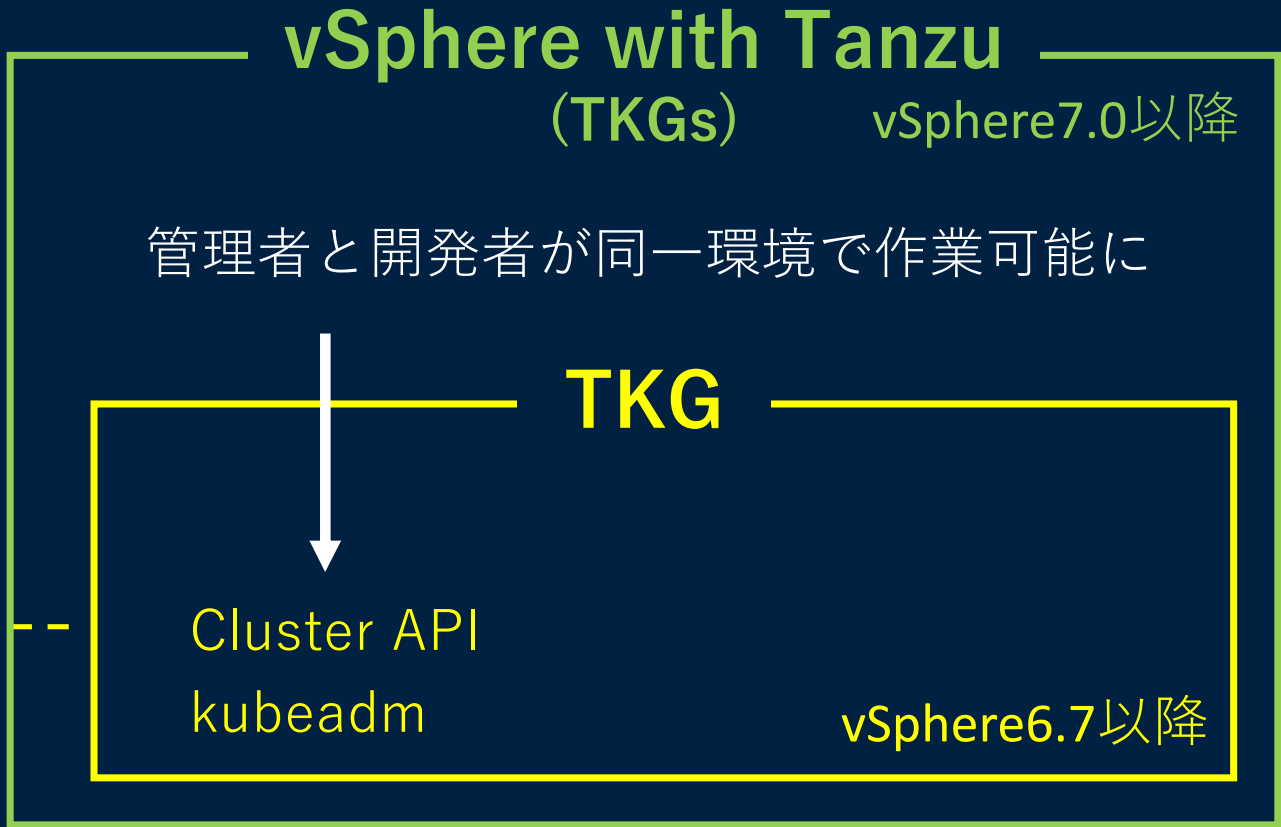 vSphere with Tanzu
(TKGs)
vSphere7.0以降
管理者と開発者が同一環境で作業可能に
TKG
Cluster API
kubeadm
vSphere6.7以降